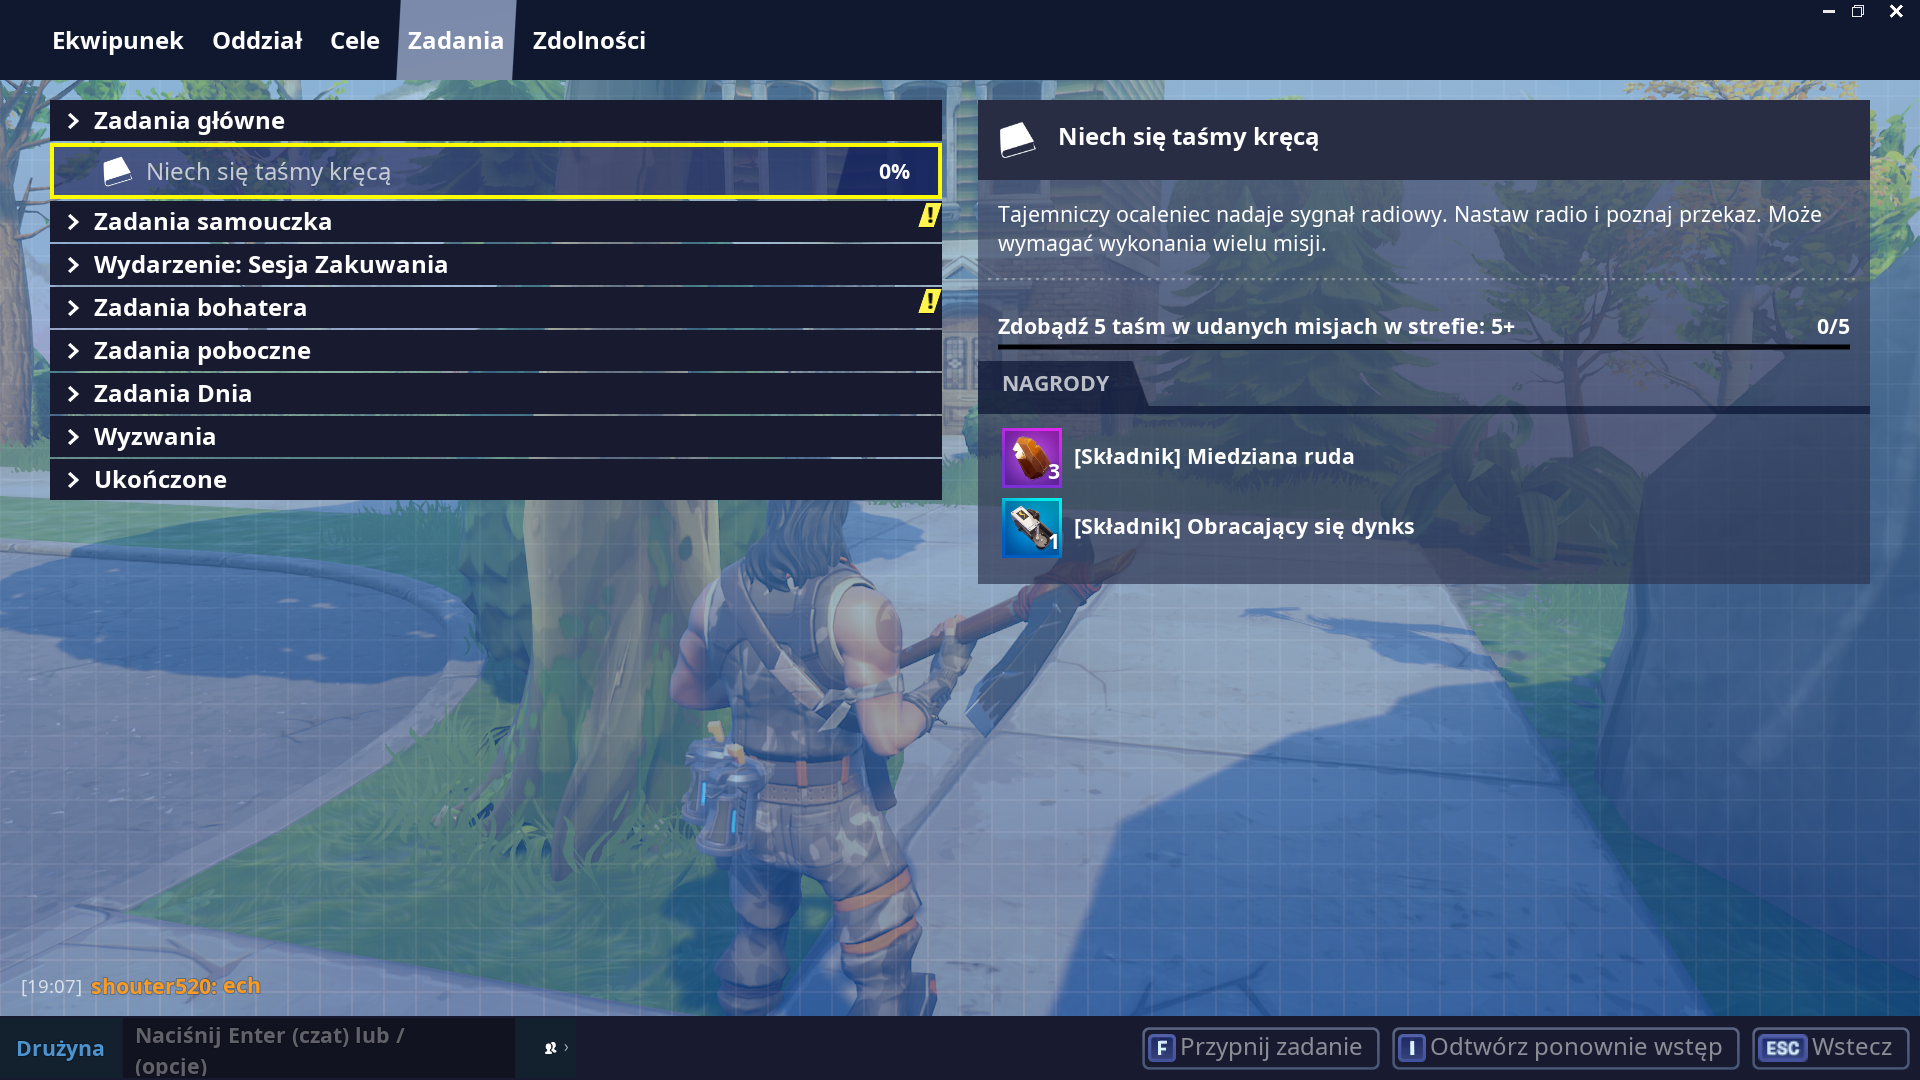 Ekwipunek Oddział Cele Zadania Zdolności
Zadania główne
Niech się taśmy kręcą 0%
Zadania samouczka
Wydarzenie: Sesja Zakuwania
Zadania bohatera
Zadania poboczne
Zadania Dnia
Wyzwania
Ukończone
Niech się taśmy kręcą
Tajemniczy ocaleniec nadaje sygnał radiowy. Nastaw radio i poznaj przekaz. Może
wymagać wykonania wielu misji.
Zdobądź 5 taśm w udanych misjach w strefie: 5+ 0/5
NAGRODY
3 [Składnik] Miedziana ruda
1 [Składnik] Obracający się dynks
[19:07] shouter520: ech
Drużyna
Naciśnij Enter (czat) lub /
(opcje)
F Przypnij zadanie
I Odtwórz ponownie wstęp
ESC Wstecz